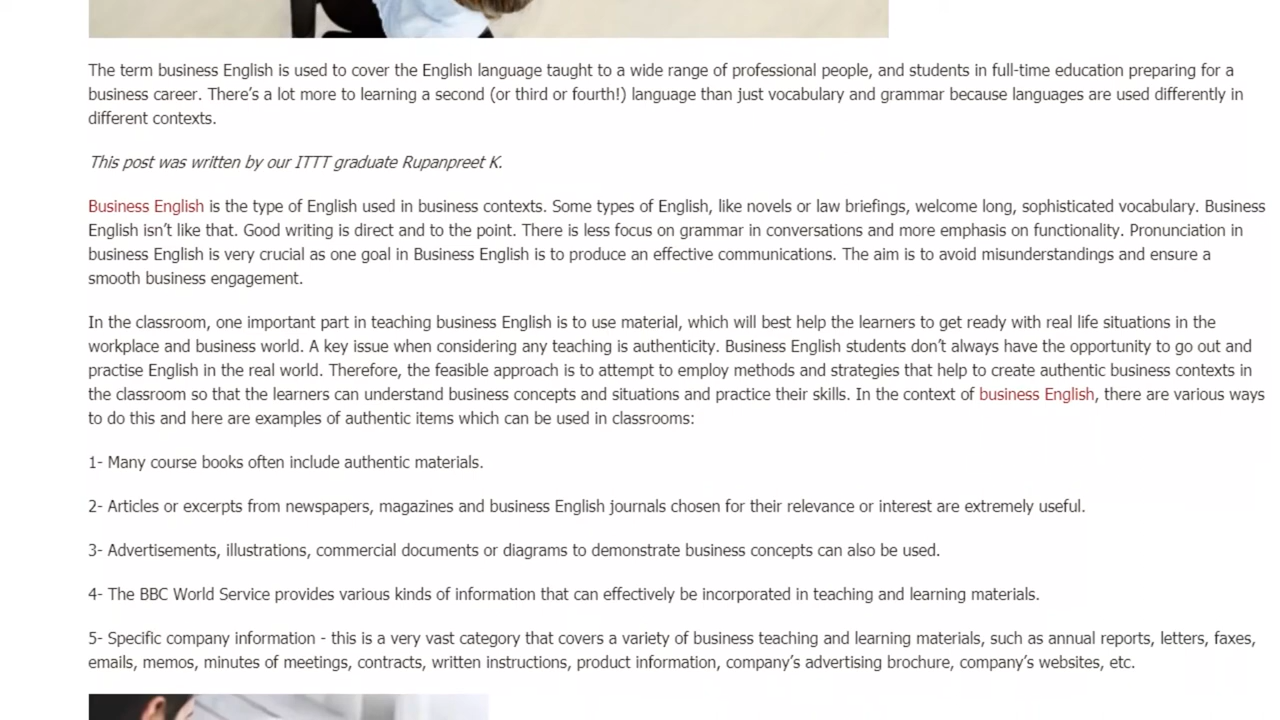 The term business English is used to cover the English language taught to a wide range of professional people, and students in full-time education preparing for a
business career. There's a lot more to learning a second (or third or fourth!) language than just vocabulary and grammar because languages are used differently in
different contexts.
This post was written by our ITTT graduate Rupanpreet K.
Business English is the type of English used in business contexts. Some types of English, like novels or law briefings, welcome long, sophisticated vocabulary. Business
English isn't like that. Good writing is direct and to the point. There is less focus on grammar in conversations and more emphasis on functionality. Pronunciation in
business English is very crucial as one goal in Business English is to produce an effective communications. The aim is to avoid misunderstandings and ensure a
smooth business engagement.
In the classroom, one important part in teaching business English is to use material, which will best help the learners to get ready with real life situations in the
workplace and business world. A key issue when considering any teaching is authenticity. Business English students don't always have the opportunity to go out and
practise English in the real world. Therefore, the feasible approach is to attempt to employ methods and strategies that help to create authentic business contexts in
the classroom so that the learners can understand business concepts and situations and practice their skills. In the context of business English, there are various ways
to do this and here are examples of authentic items which can be used in classrooms:
1- Many course books often include authentic materials.
2- Articles or excerpts from newspapers, magazines and business English journals chosen for their relevance or interest are extremely useful.
3- Advertisements, illustrations, commercial documents or diagrams to demonstrate business concepts can also be used.
4- The BBC World Service provides various kinds of information that can effectively be incorporated in teaching and learning materials.
5- Specific company information - this is a very vast category that covers a variety of business teaching and learning materials, such as annual reports, letters, faxes,
emails, memos, minutes of meetings, contracts, written instructions, product information, company's advertising brochure, company's websites, etc.